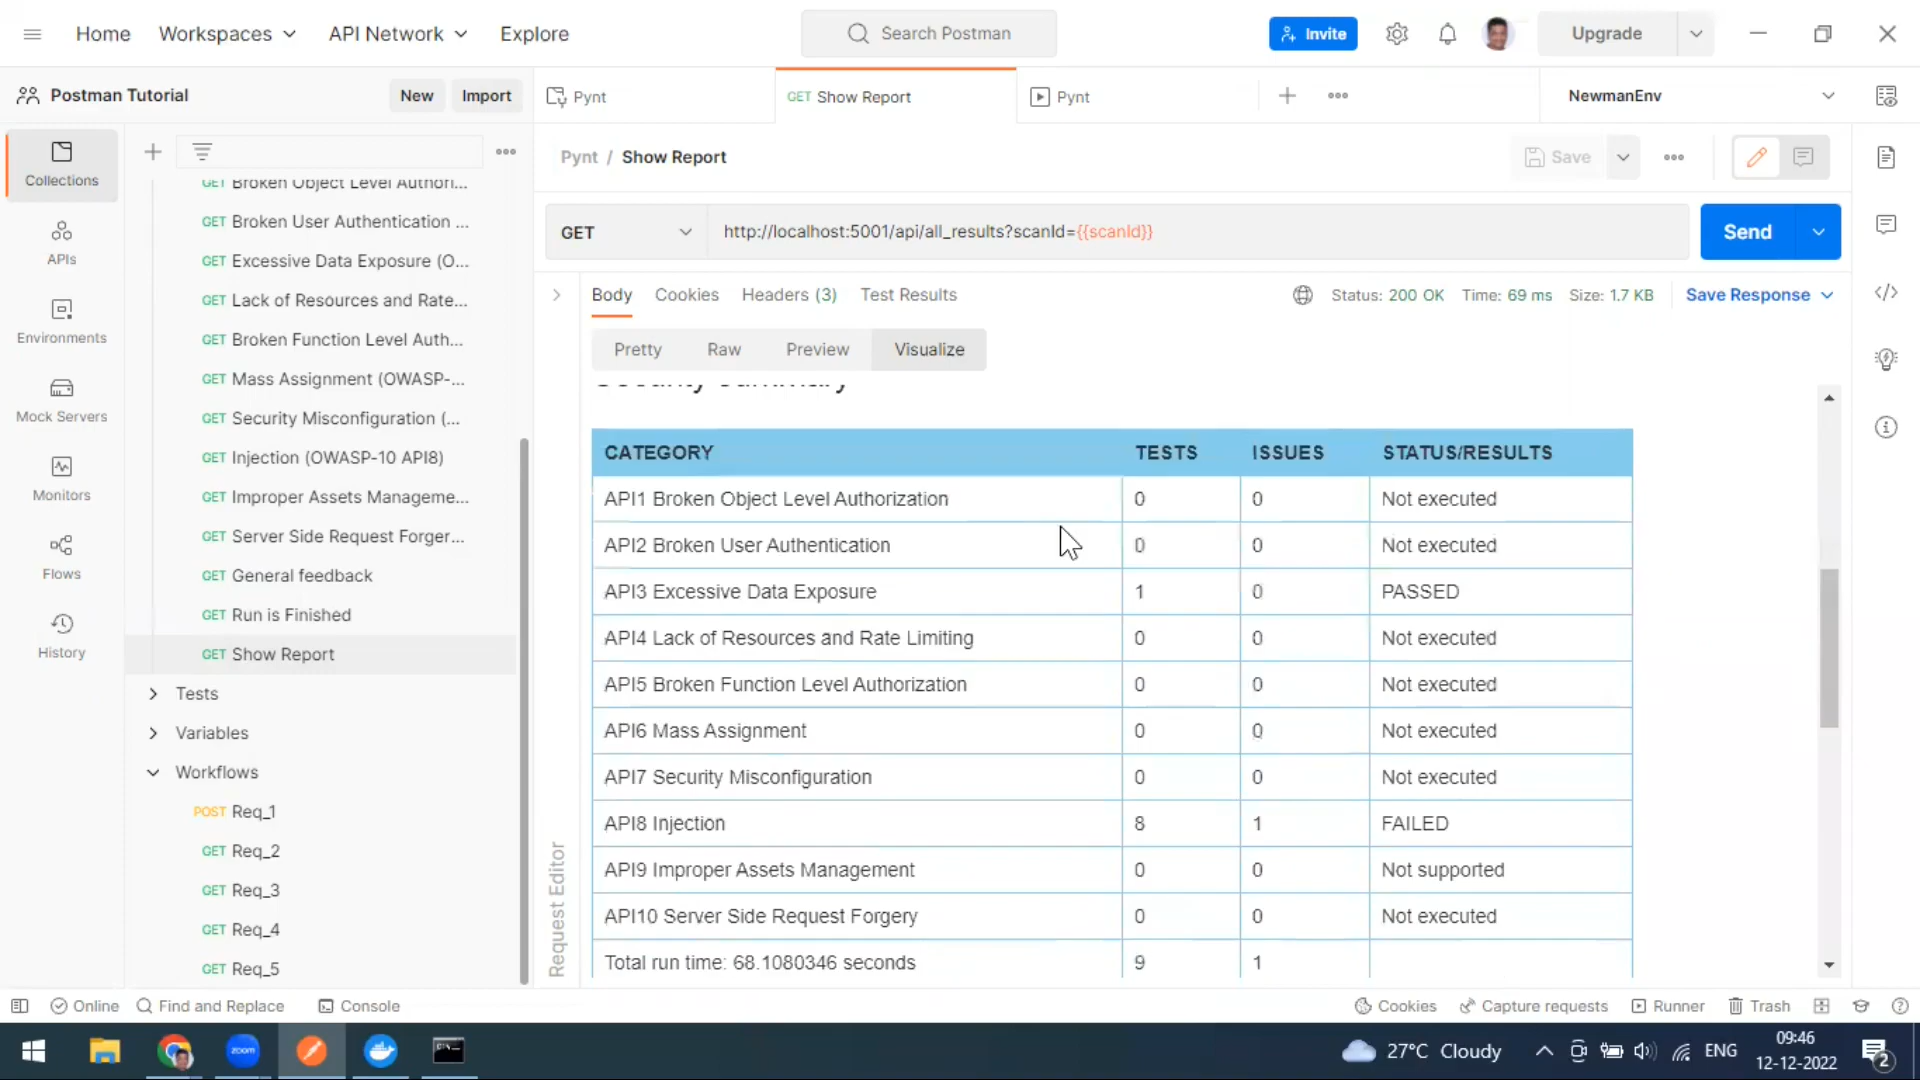 Home
Workspaces
API Network
Explore
Search Postman
Invite
Upgrade
Postman Tutorial
New
Import
Pynt
GET Show Report
Pynt
NewmanEnv
Collections
APIs
Environments
Mock Servers
Monitors
Flows
History
GET Broken Object Level Authori...
GET Broken User Authentication ...
GET Excessive Data Exposure (O...
GET Lack of Resources and Rate...
GET Broken Function Level Auth...
GET Mass Assignment (OWASP-...
GET Security Misconfiguration (...
GET Injection (OWASP-10 API8)
GET Improper Assets Manageme...
GET Server Side Request Forger...
GET General feedback
GET Run is Finished
GET Show Report
Tests
Variables
Workflows
POST Req_1
GET Req_2
GET Req_3
GET Req_4
GET Req_5
Pynt / Show Report
Save
GET
http://localhost:5001/api/all_results?scanId={{scanId}}
Send
Body
Cookies
Headers (3)
Test Results
Status: 200 OK
Time: 69 ms
Size: 1.7 KB
Save Response
Pretty
Raw
Preview
Visualize
Request Editor
Security Summary
CATEGORY TESTS ISSUES STATUS/RESULTS
API1 Broken Object Level Authorization 0 0 Not executed
API2 Broken User Authentication 0 0 Not executed
API3 Excessive Data Exposure 1 0 PASSED
API4 Lack of Resources and Rate Limiting 0 0 Not executed
API5 Broken Function Level Authorization 0 0 Not executed
API6 Mass Assignment 0 0 Not executed
API7 Security Misconfiguration 0 0 Not executed
API8 Injection 8 1 FAILED
API9 Improper Assets Management 0 0 Not supported
API10 Server Side Request Forgery 0 0 Not executed
Total run time: 68.1080346 seconds 9 1
Online
Find and Replace
Console
Cookies
Capture requests
Runner
Trash
zoom
27°C Cloudy
ENG
09:46
12-12-2022
2